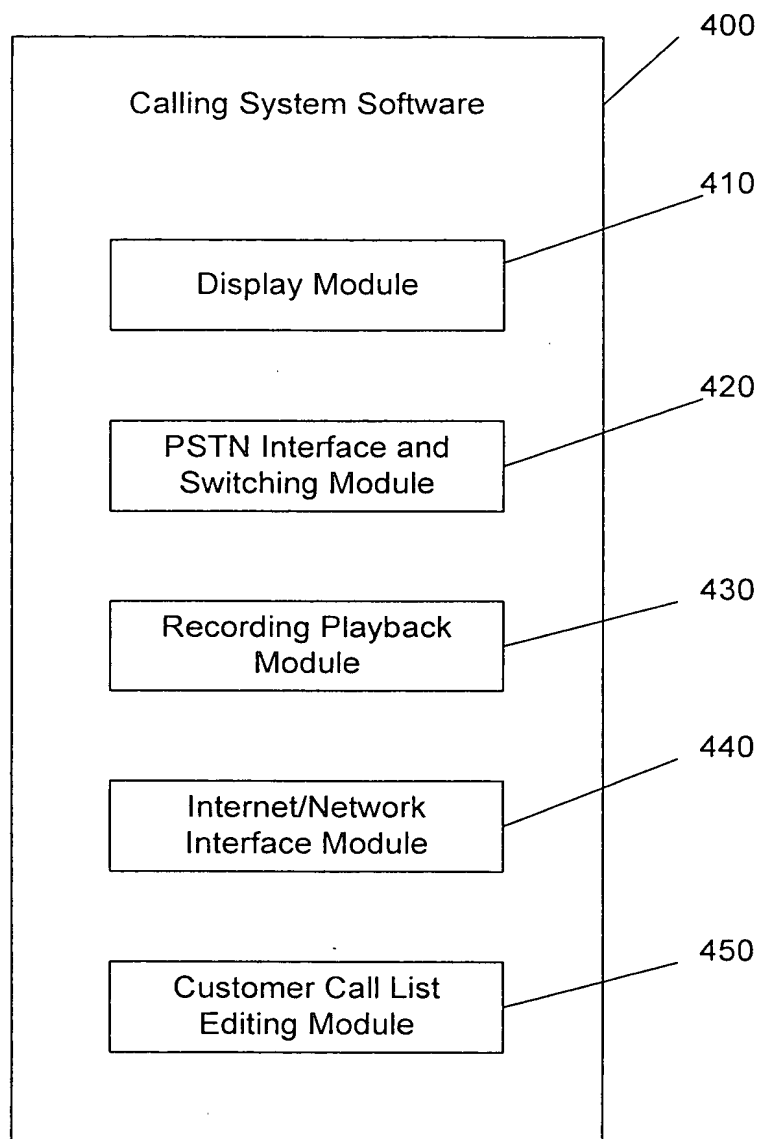 400
Calling System Software
410
Display Module
420
PSTN Interface and
Switching Module
430
Recording Playback
Module
440
Internet/Network
Interface Module
450
Customer Call List
Editing Module